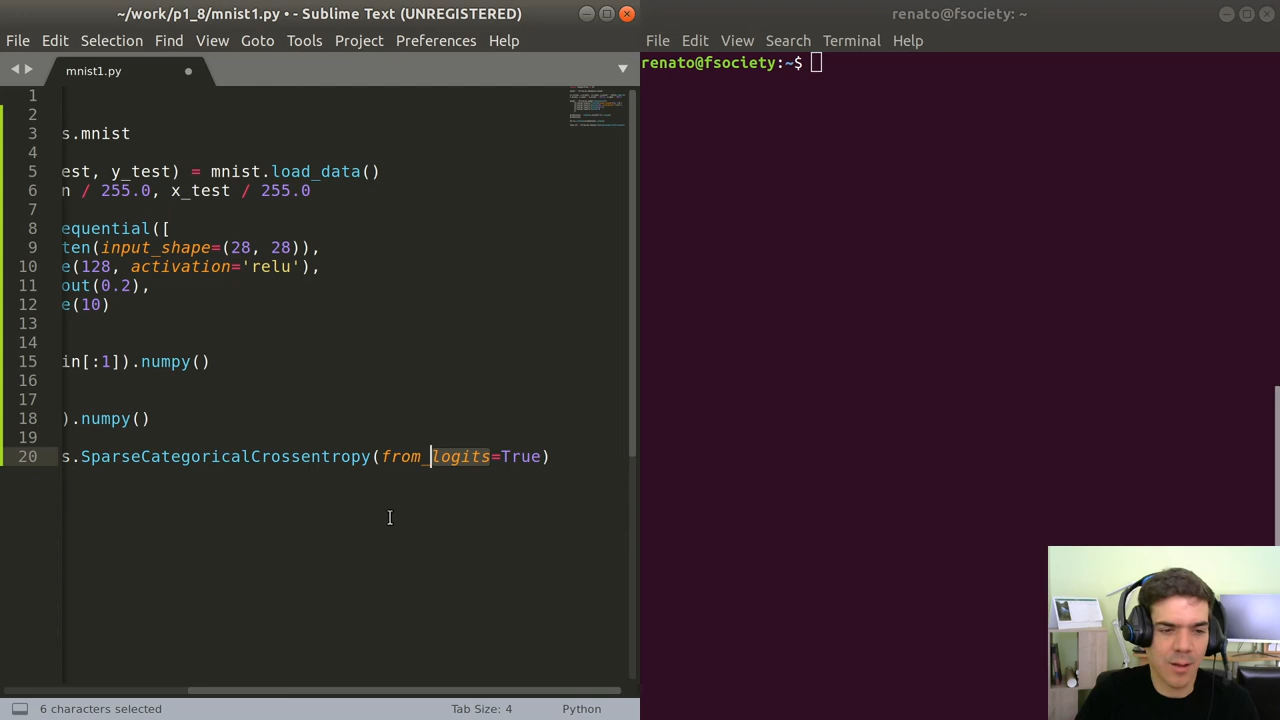 ~/work/p1_8/mnist1.py • - Sublime Text (UNREGISTERED)
File Edit Selection Find View Goto Tools Project Preferences Help
mnist1.py
1
2
3 s.mnist
4
5 est, y_test) = mnist.load_data()
6 n / 255.0, x_test / 255.0
7
8 equential([
9 ten(input_shape=(28, 28)),
10 e(128, activation='relu'),
11 out(0.2),
12 e(10)
13
14
15 in[:1]).numpy()
16
17
18 ).numpy()
19
20 s.SparseCategoricalCrossentropy(from_logits=True)
6 characters selected Tab Size: 4 Python
renato@fsociety: ~
File Edit View Search Terminal Help
renato@fsociety:~$